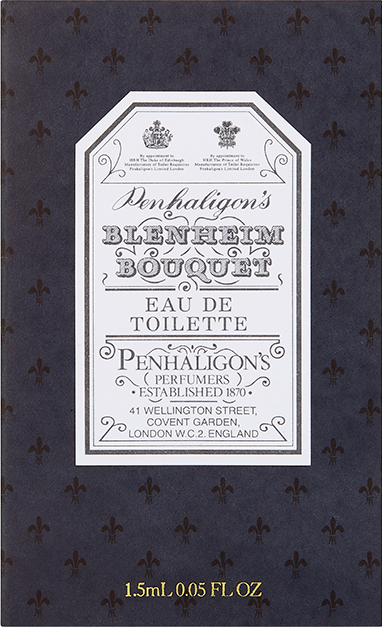 By appointment to
HRH The Duke of Edinburgh
Manufacturers of Toilet Requisites
Penhaligon's Limited London
By appointment to
HRH The Prince of Wales
Manufacturers of Toilet Requisites
Penhaligon's Limited London
Penhaligon's
BLENHEIM
BOUQUET
EAU DE
TOILETTE
PENHALIGON'S
( PERFUMERS )
• ESTABLISHED 1870 •
41 WELLINGTON STREET,
COVENT GARDEN,
LONDON W.C.2. ENGLAND
1.5mL 0.05 FL OZ